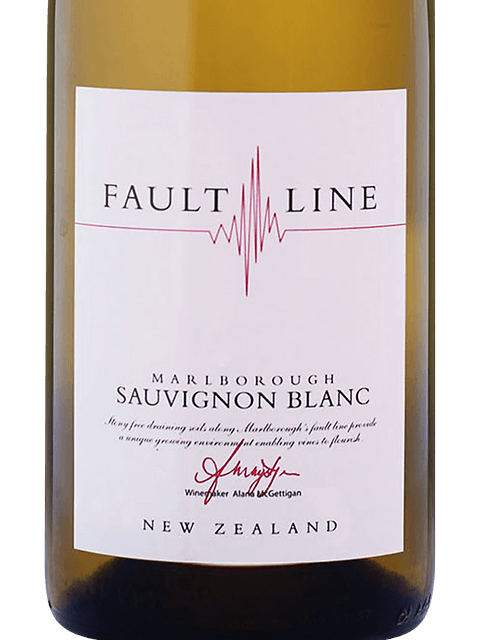 FAULT LINE
MARLBOROUGH
SAUVIGNON BLANC
Stony free draining soils along Marlborough's fault line provide
a unique growing environment enabling vines to flourish.
Winemaker Alana McGettigan
NEW ZEALAND